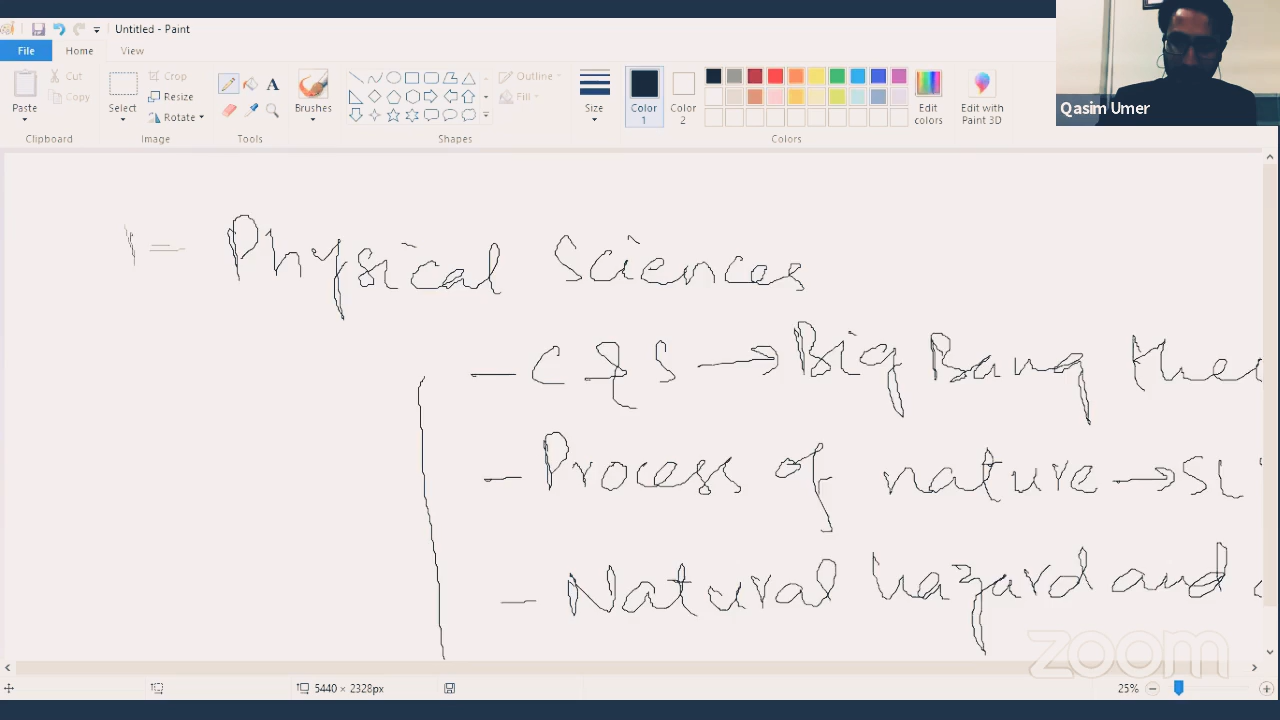 Untitled - Paint
File Home View
Paste
Cut
Copy
Clipboard
Select
Crop
Resize
Rotate
Image
Tools
Brushes
Shapes
Outline
Fill
Size
Color 1
Color 2
Colors
Edit colors
Edit with Paint 3D
Qasim Umer
1 = Physical Sciences
- C & S → Big Bang the
- Process of nature →
- Natural hazard and
zoom
5440 × 2328px
25%